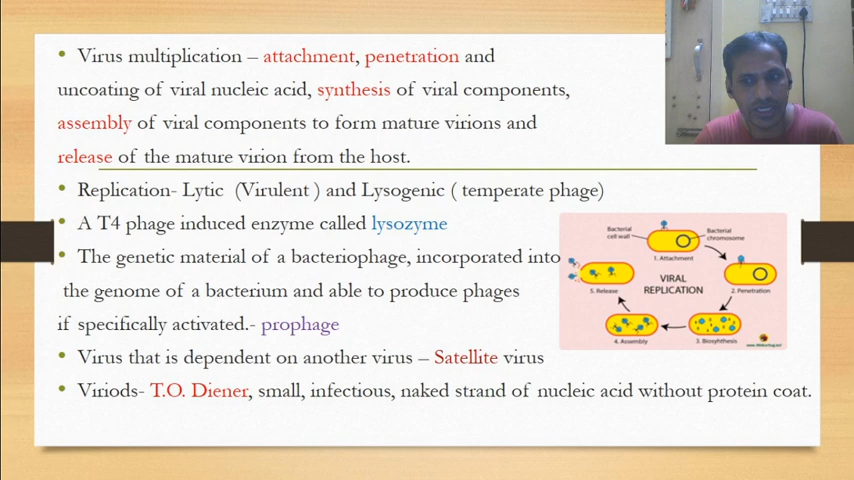 • Virus multiplication – attachment, penetration and
uncoating of viral nucleic acid, synthesis of viral components,
assembly of viral components to form mature virions and
release of the mature virion from the host.
• Replication- Lytic (Virulent ) and Lysogenic ( temperate phage)
• A T4 phage induced enzyme called lysozyme
• The genetic material of a bacteriophage, incorporated into
the genome of a bacterium and able to produce phages
if specifically activated.- prophage
• Virus that is dependent on another virus – Satellite virus
• Viriods- T.O. Diener, small, infectious, naked strand of nucleic acid without protein coat.
Bacterial
cell wall
Bacterial
chromosome
1. Attachment
2. Penetration
3. Biosyhthesis
4. Assembly
5. Release
VIRAL
REPLICATION